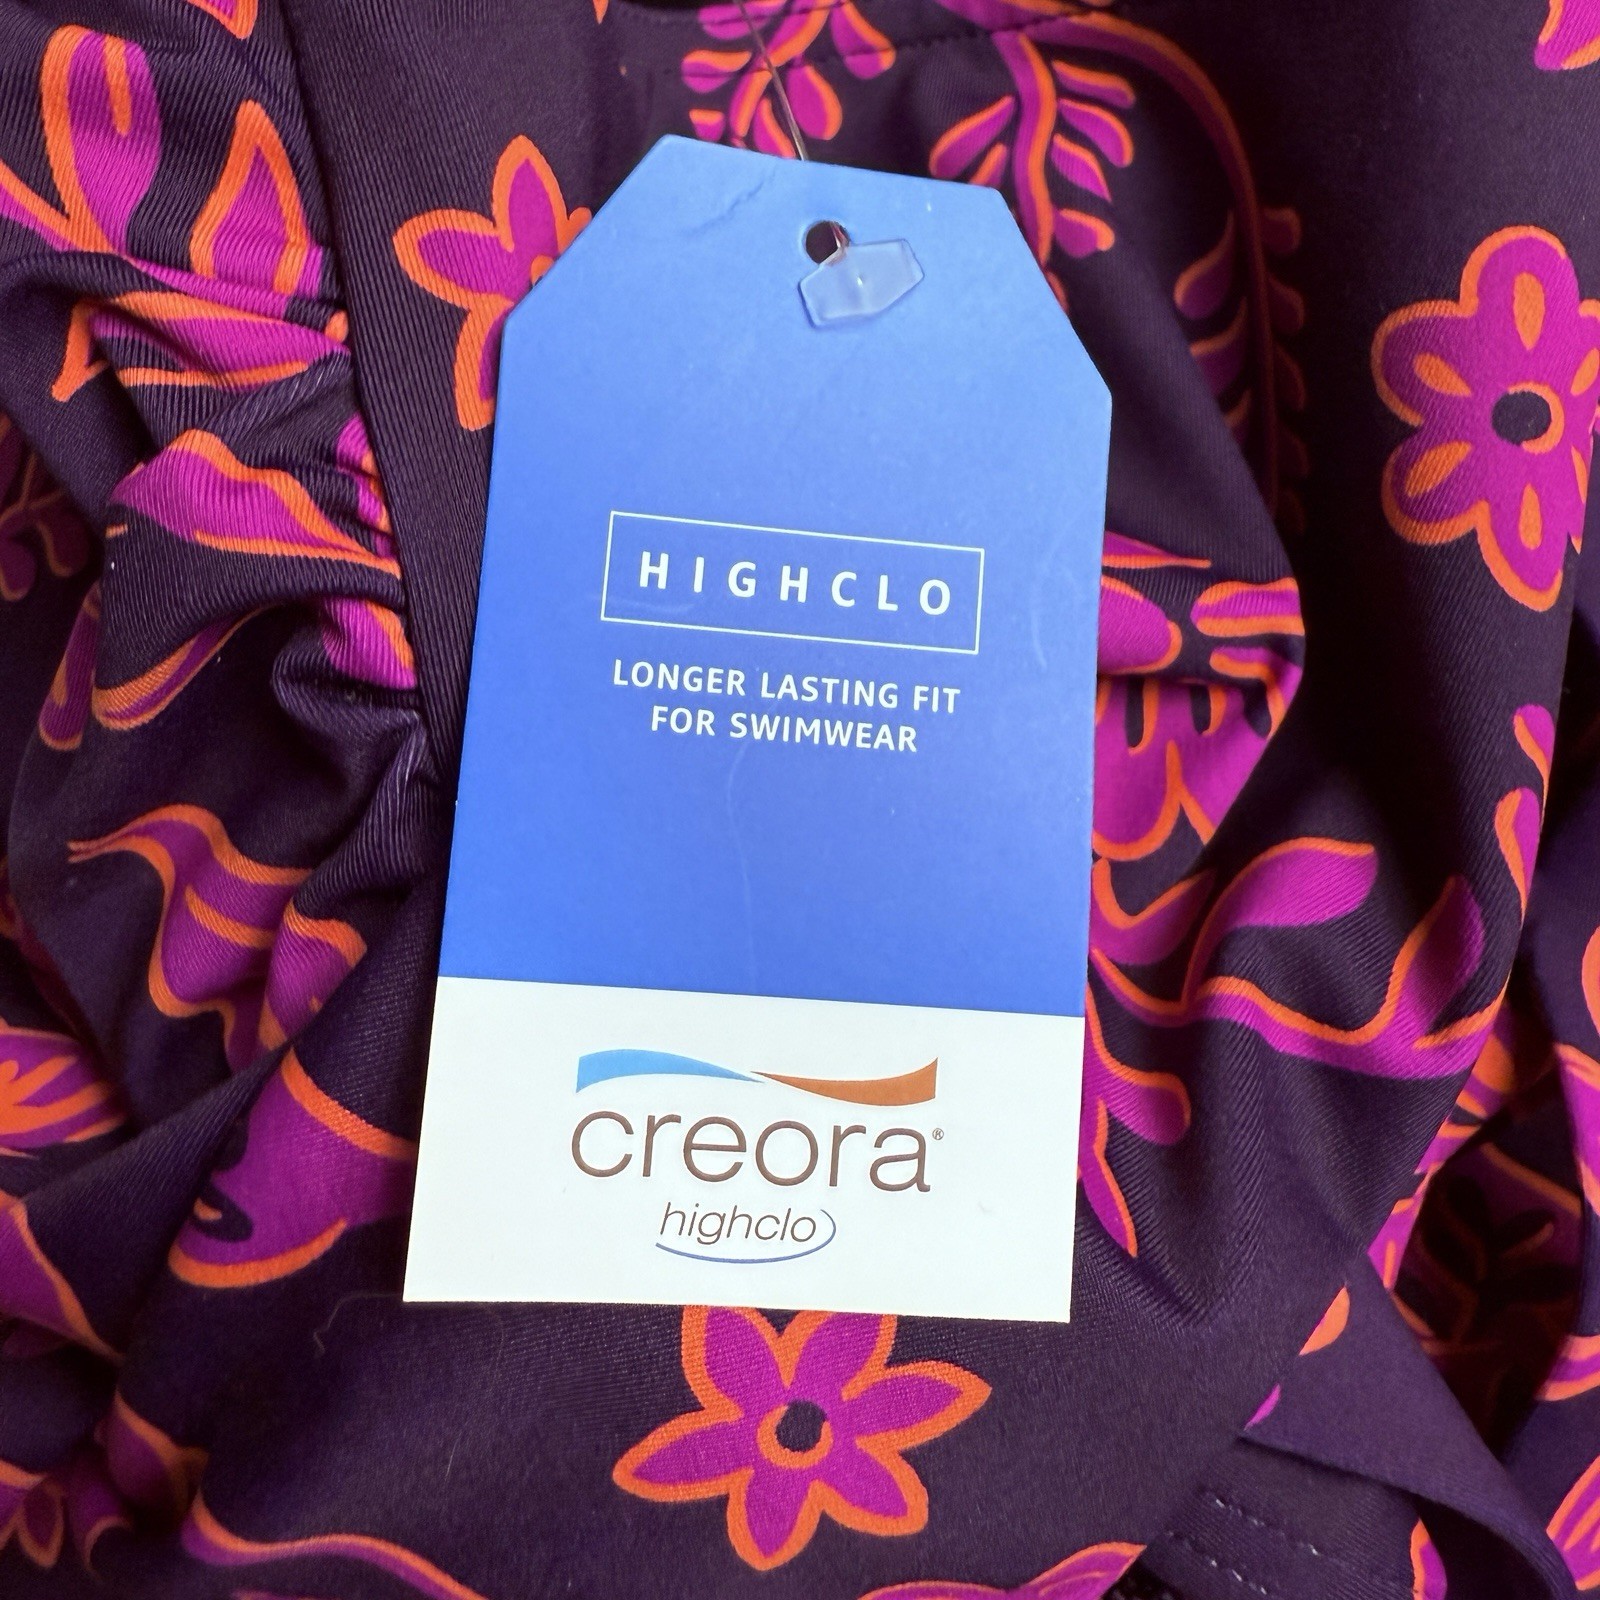 HIGHCLO
LONGER LASTING FIT
FOR SWIMWEAR
creora®
highclo